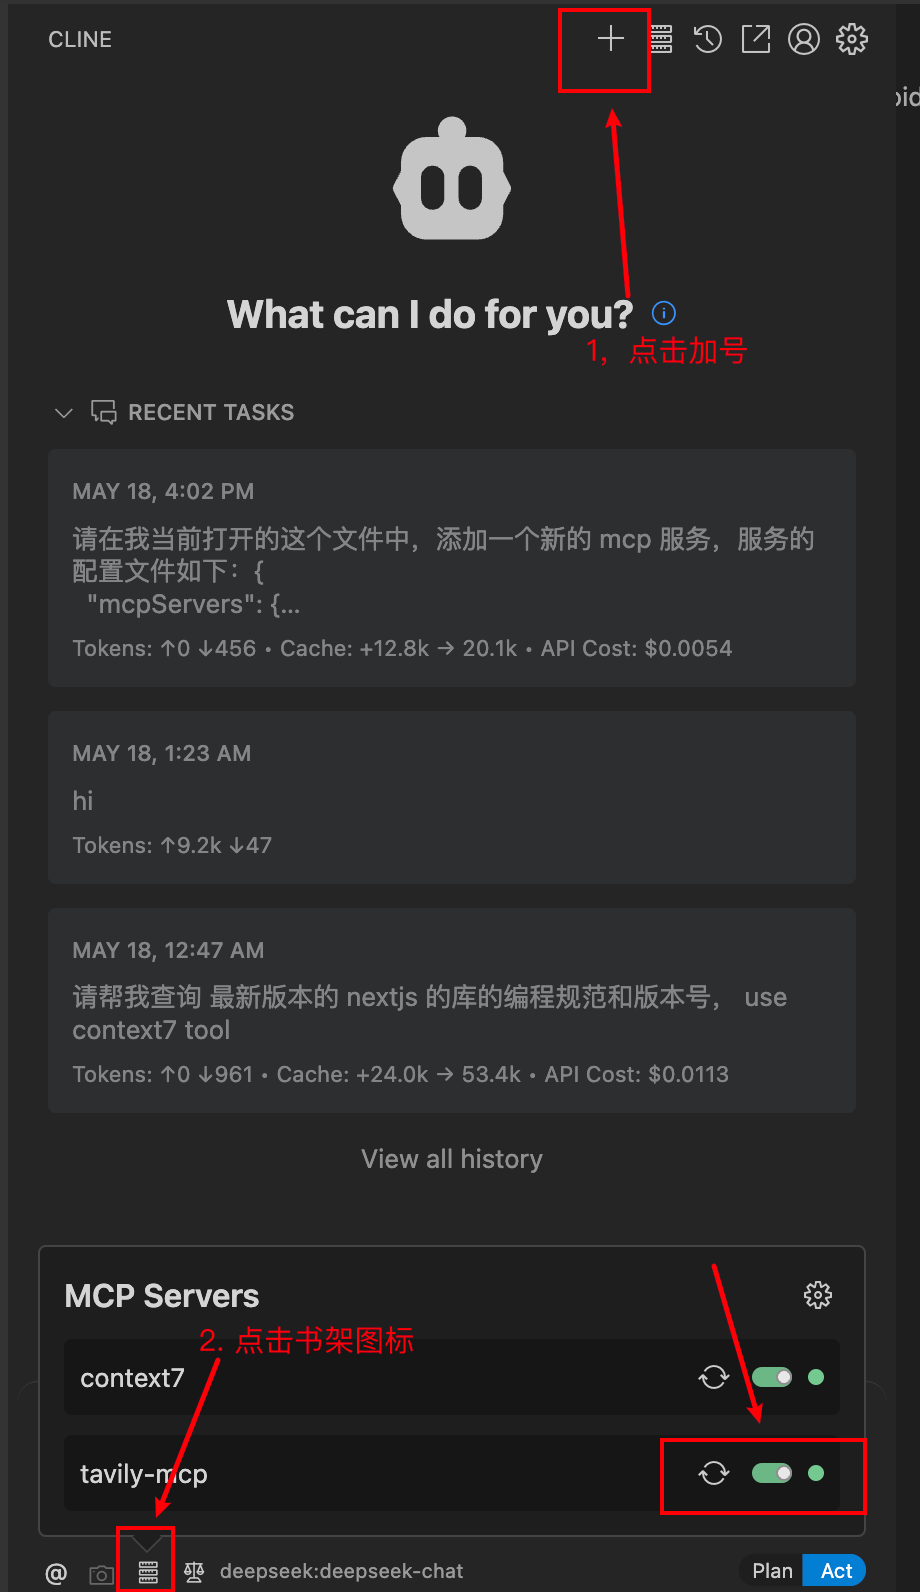 CLINE
What can I do for you?
1, 点击加号
RECENT TASKS
MAY 18, 4:02 PM
请在我当前打开的这个文件中，添加一个新的 mcp 服务，服务的
配置文件如下：{
"mcpServers": {...
Tokens: ↑0 ↓456 • Cache: +12.8k → 20.1k • API Cost: $0.0054
MAY 18, 1:23 AM
hi
Tokens: ↑9.2k ↓47
MAY 18, 12:47 AM
请帮我查询 最新版本的 nextjs 的库的编程规范和版本号， use
context7 tool
Tokens: ↑0 ↓961 • Cache: +24.0k → 53.4k • API Cost: $0.0113
View all history
MCP Servers
2. 点击书架图标
context7
tavily-mcp
@
deepseek:deepseek-chat
Plan Act